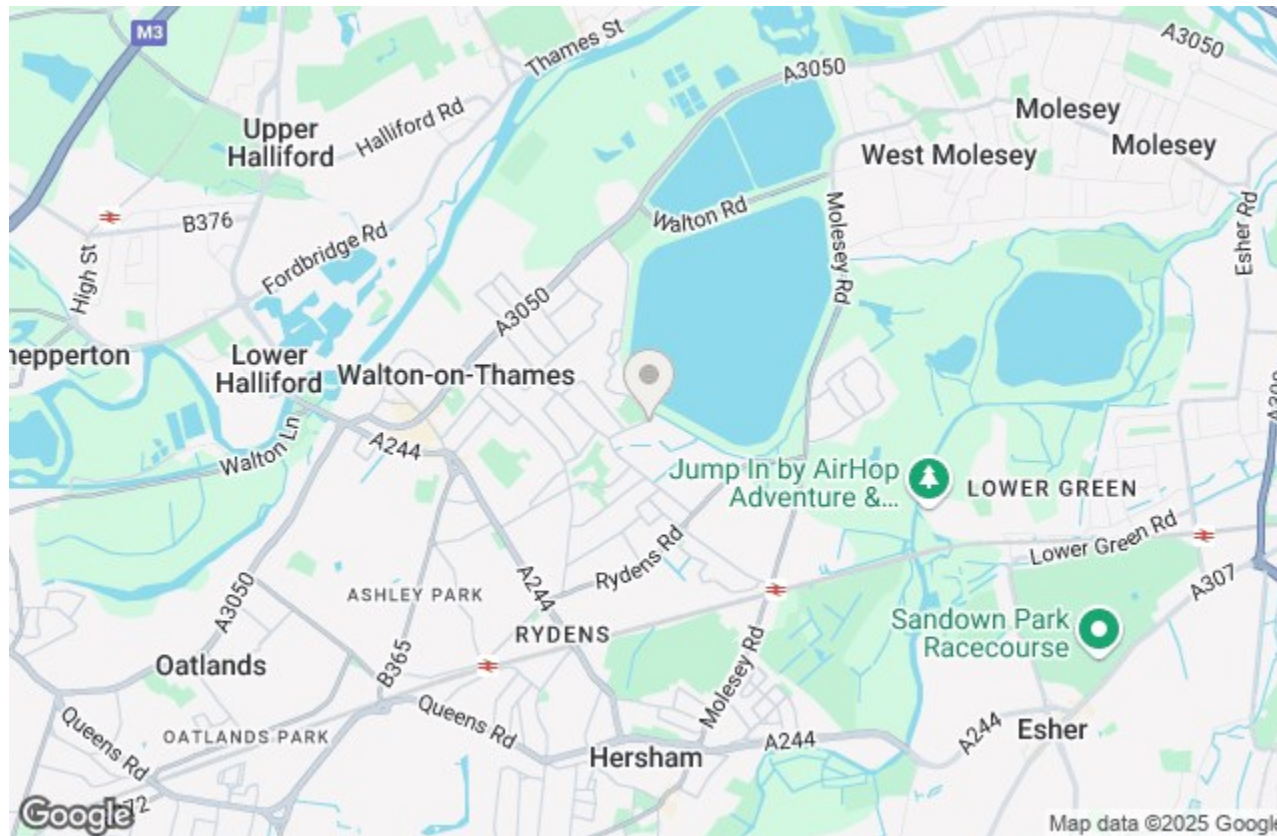 M3
Thames St
A3050
A3050
Molesey
Upper
Halliford
Halliford Rd
West Molesey
Molesey
B376
Walton Rd
Molesey Rd
Esher Rd
Fordbridge Rd
High St
A3050
hepperton
Lower
Halliford
Walton-on-Thames
A244
Walton Ln
Jump In by AirHop
Adventure &...
LOWER GREEN
Lower Green Rd
Rydens Rd
A244
A307
ASHLEY PARK
A3050
RYDENS
Sandown Park
Racecourse
B365
Oatlands
Molesey Rd
Queens Rd
Queens Rd
OATLANDS PARK
Hersham
A244
A244
Esher
Google
Map data ©2025 Google